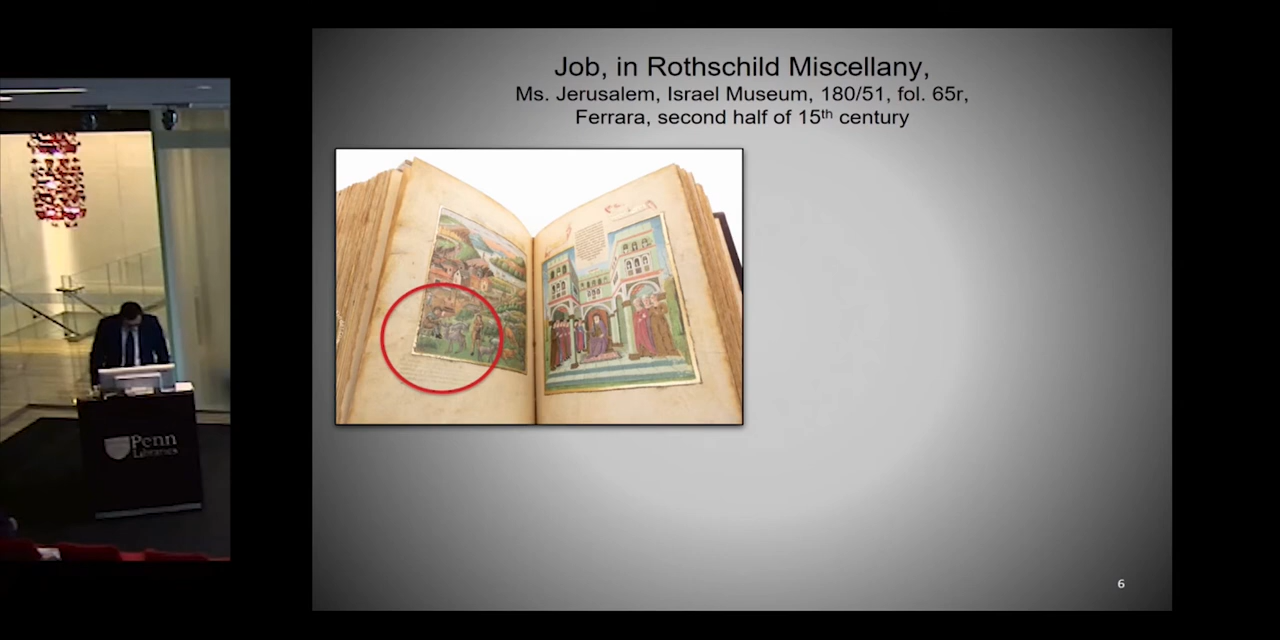 Job, in Rothschild Miscellany,
Ms. Jerusalem, Israel Museum, 180/51, fol. 65r,
Ferrara, second half of 15th century
Penn
Libraries
6